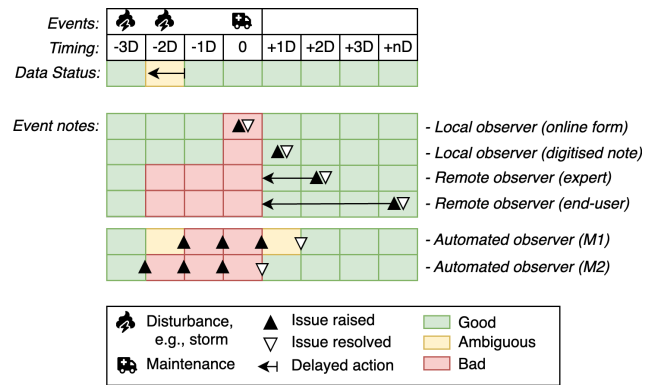 Events:
Timing: -3D -2D -1D 0 +1D +2D +3D +nD
Data Status:
Event notes: - Local observer (online form)
- Local observer (digitised note)
- Remote observer (expert)
- Remote observer (end-user)
- Automated observer (M1)
- Automated observer (M2)
Disturbance, Issue raised Good
e.g., storm Issue resolved Ambiguous
Maintenance Delayed action Bad